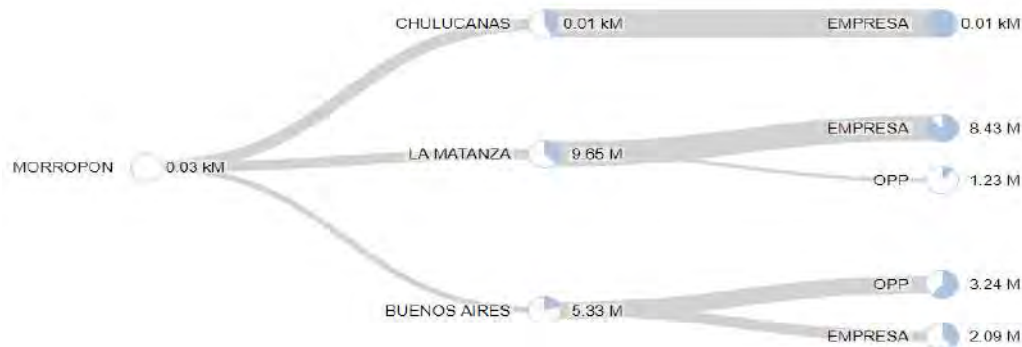 CHULUCANAS 0.01 kM EMPRESA 0.01 kM
EMPRESA 8.43 M
MORROPON 0.03 kM LA MATANZA 9.65 M
OPP 1.23 M
OPP 3.24 M
BUENOS AIRES 5.33 M
EMPRESA 2.09 M